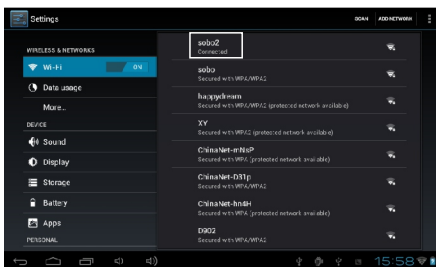 Settings
SCAN ADD NETWORK
WIRELESS & NETWORKS
Wi-Fi ON
Data usage
More...
DEVICE
Sound
Display
Storage
Battery
Apps
PERSONAL
sobo2
Connected
sobo
Secured with WPA/WPA2
happydream
Secured with WPA/WPA2 (protected network available)
XY
Secured with WPA2 (protected network available)
ChinaNet-mNsP
Secured with WPA (protected network available)
ChinaNet-D31p
Secured with WPA/WPA2
ChinaNet-hn4H
Secured with WPA (protected network available)
D902
Secured with WPA/WPA2
15:58